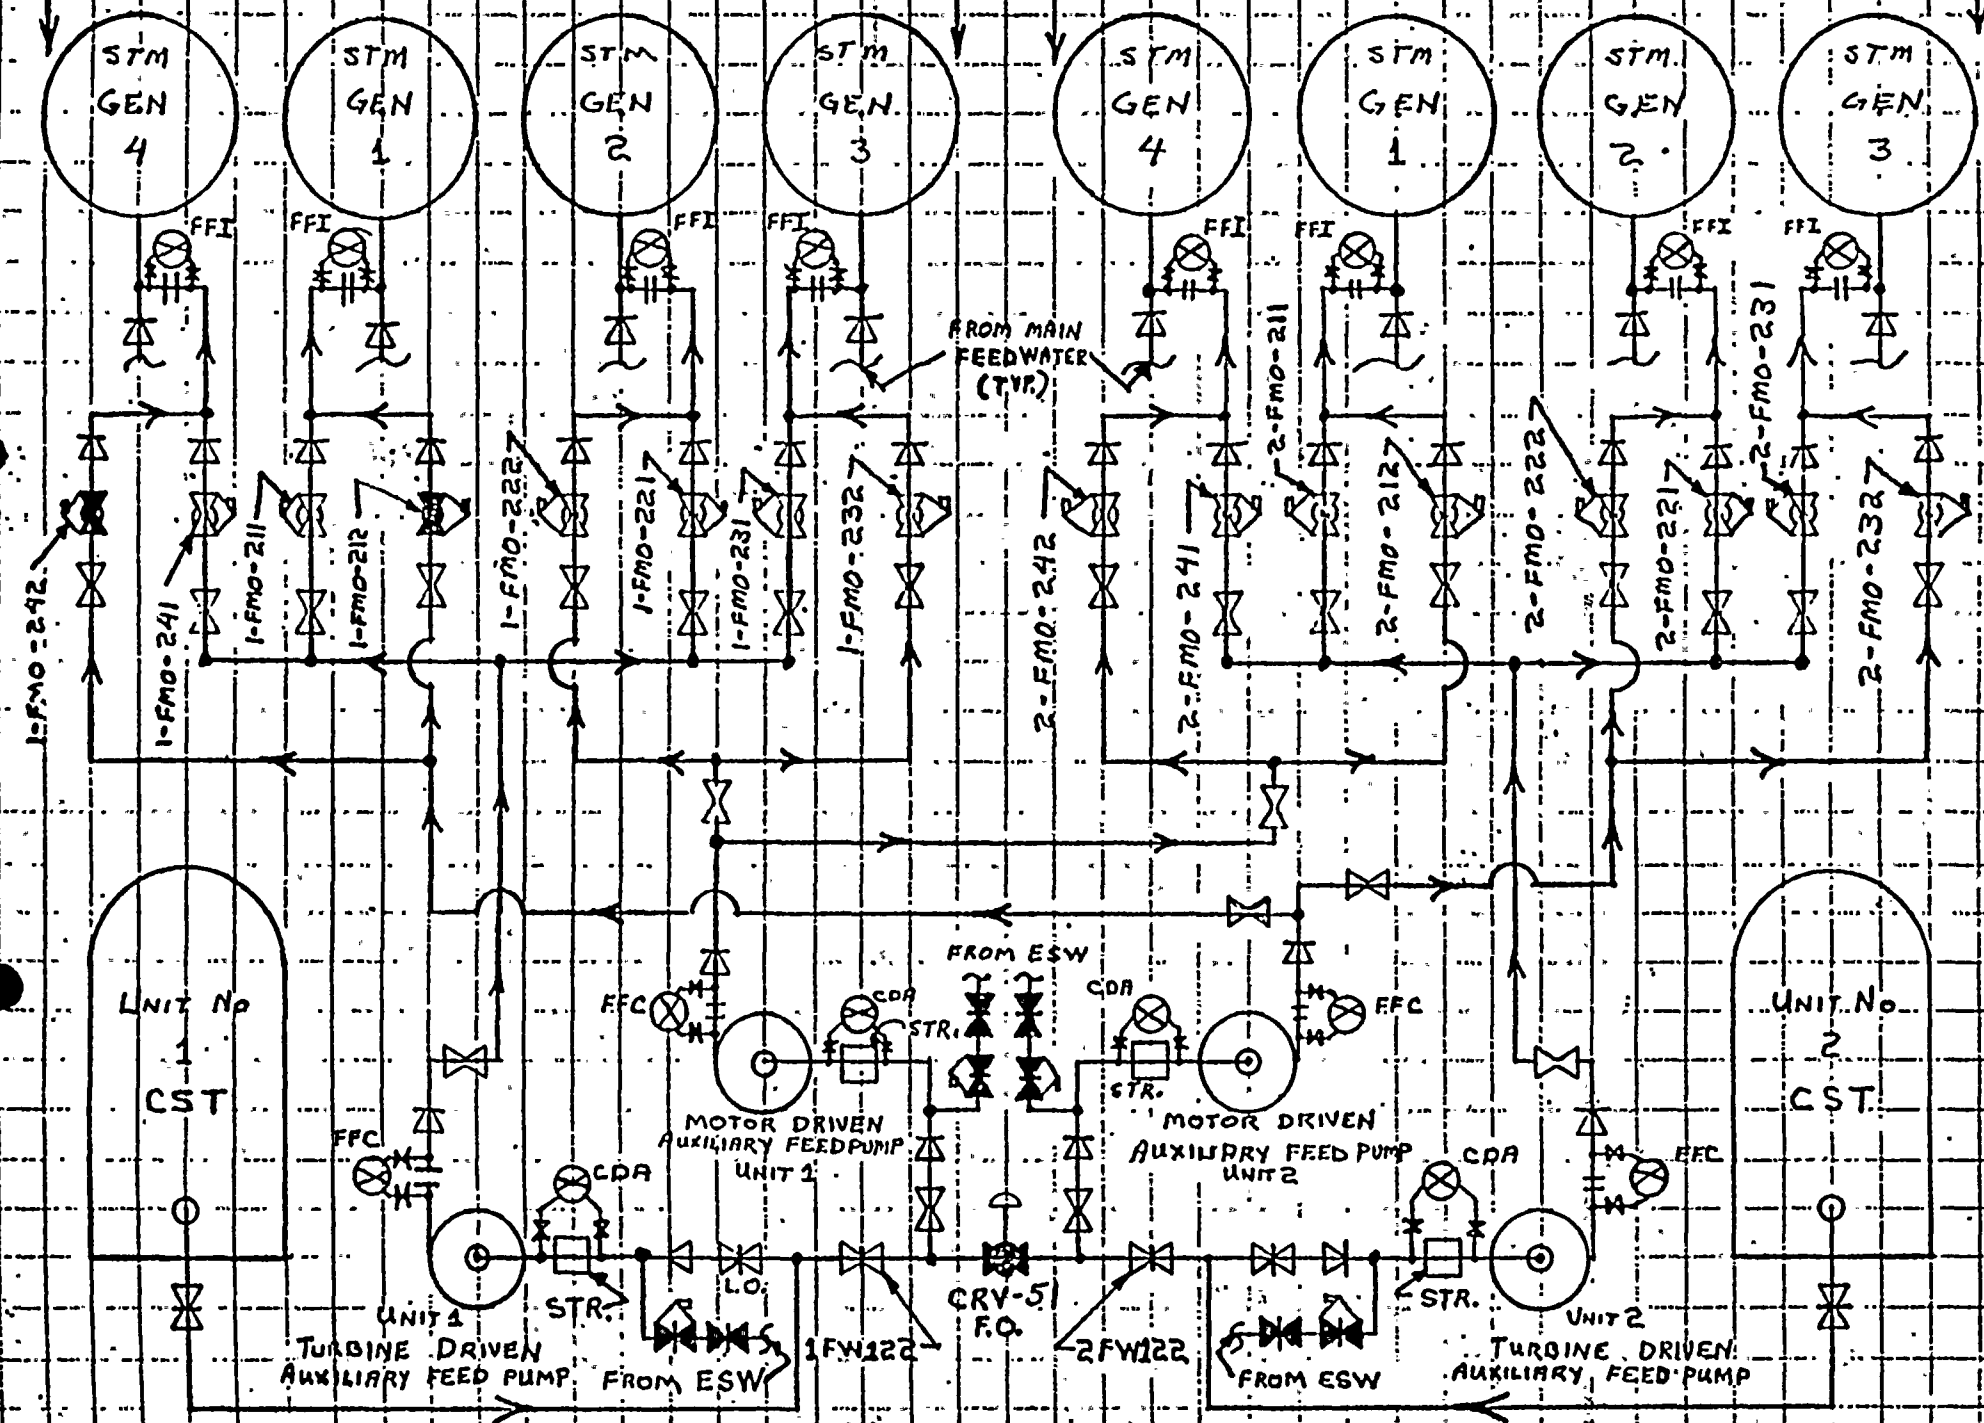 STM
GEN
4
STM
GEN
1
STM
GEN
2
STM
GEN
3
STM
GEN
4
STM
GEN
1
STM
GEN
2
STM
GEN
3
FFI
FFI
FFI
FFI
FFI
FFI
FFI
FFI
FROM MAIN
FEEDWATER
(TYP.)
1-FMO-242
1-FMO-241
1-FMO-211
1-FMO-212
1-FMO-222
1-FMO-221
1-FMO-231
1-FMO-232
2-FMO-242
2-FMO-241
2-FMO-211
2-FMO-212
2-FMO-222
2-FMO-221
2-FMO-231
2-FMO-232
UNIT No
1
CST
FROM ESW
FFC
CDA
STR.
CDA
STR.
FFC
UNIT No.
2
CST
MOTOR DRIVEN
AUXILIARY FEED PUMP
UNIT 1
MOTOR DRIVEN
AUXILIARY FEED PUMP
UNIT 2
FFC
CDA
STR.
L.O.
CRV-51
F.O.
CDA
STR.
FFC
UNIT 1
TURBINE DRIVEN
AUXILIARY FEED PUMP
FROM ESW
1FW122
2FW122
FROM ESW
UNIT 2
TURBINE DRIVEN
AUXILIARY FEED PUMP